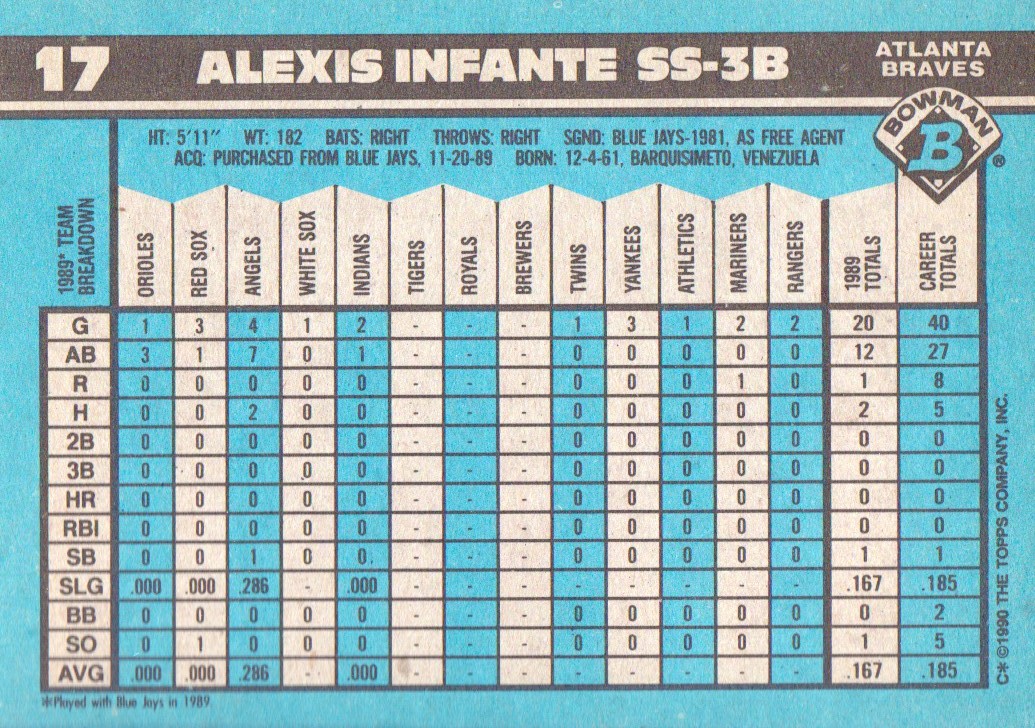 17 ALEXIS INFANTE SS-3B ATLANTA BRAVES
BOWMAN
B
®
HT: 5'11" WT: 182 BATS: RIGHT THROWS: RIGHT SGND: BLUE JAYS-1981, AS FREE AGENT
ACQ: PURCHASED FROM BLUE JAYS, 11-20-89 BORN: 12-4-61, BARQUISIMETO, VENEZUELA
1989* TEAM BREAKDOWN ORIOLES RED SOX ANGELS WHITE SOX INDIANS TIGERS ROYALS BREWERS TWINS YANKEES ATHLETICS MARINERS RANGERS 1989 TOTALS CAREER TOTALS
G 1 3 4 1 2 - - - 1 3 1 2 2 20 40
AB 3 1 7 0 1 - - - 0 0 0 0 0 12 27
R 0 0 0 0 0 - - - 0 0 0 1 0 1 8
H 0 0 2 0 0 - - - 0 0 0 0 0 2 5
2B 0 0 0 0 0 - - - 0 0 0 0 0 0 0
3B 0 0 0 0 0 - - - 0 0 0 0 0 0 0
HR 0 0 0 0 0 - - - 0 0 0 0 0 0 0
RBI 0 0 0 0 0 - - - 0 0 0 0 0 0 0
SB 0 0 1 0 0 - - - 0 0 0 0 0 1 1
SLG .000 .000 .286 - .000 - - - - - - - - .167 .185
BB 0 0 0 0 0 - - - 0 0 0 0 0 0 2
SO 0 1 0 0 0 - - - 0 0 0 0 0 1 5
AVG .000 .000 .286 - .000 - - - - - - - - .167 .185
*Played with Blue Jays in 1989.
C* ©1990 THE TOPPS COMPANY, INC.